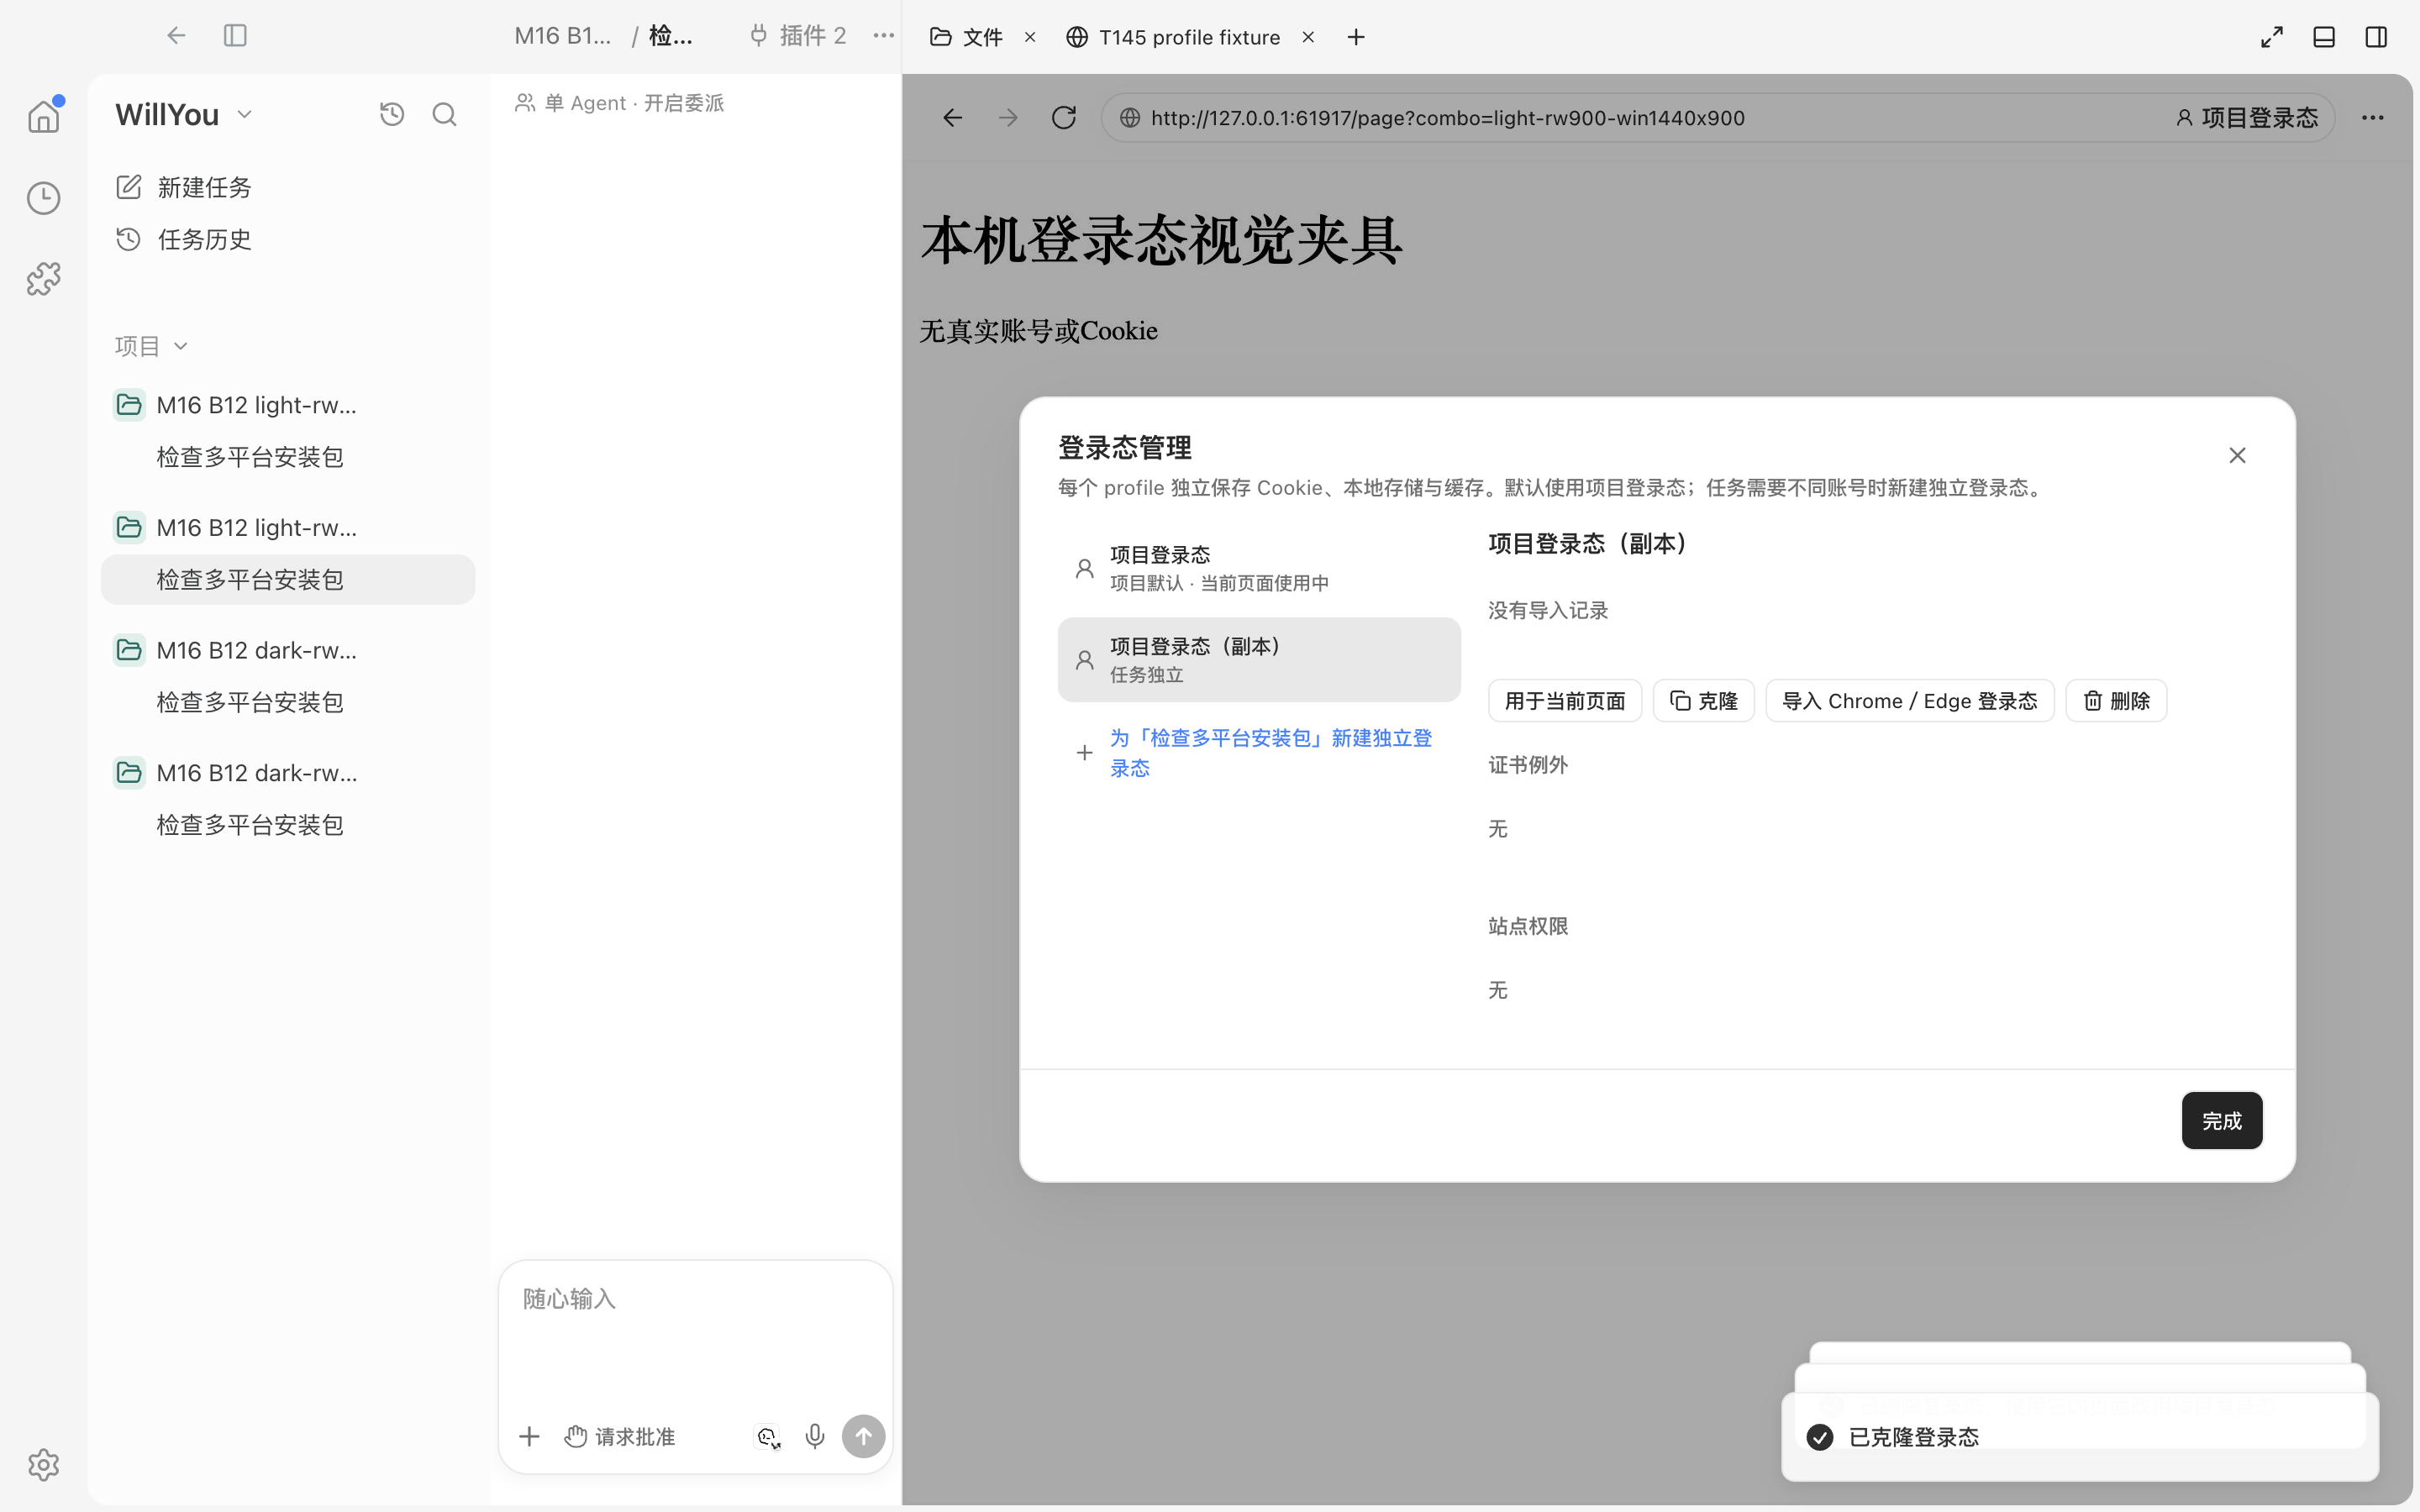 M16 B1... / 检...
插件 2
文件
T145 profile fixture
WillYou
新建任务
任务历史
项目
M16 B12 light-rw...
检查多平台安装包
M16 B12 light-rw...
检查多平台安装包
M16 B12 dark-rw...
检查多平台安装包
M16 B12 dark-rw...
检查多平台安装包
单 Agent · 开启委派
随心输入
请求批准
http://127.0.0.1:61917/page?combo=light-rw900-win1440x900
项目登录态
本机登录态视觉夹具
无真实账号或Cookie
登录态管理
每个 profile 独立保存 Cookie、本地存储与缓存。默认使用项目登录态；任务需要不同账号时新建独立登录态。
项目登录态
项目默认 · 当前页面使用中
项目登录态（副本）
任务独立
为「检查多平台安装包」新建独立登
录态
项目登录态（副本）
没有导入记录
用于当前页面
克隆
导入 Chrome / Edge 登录态
删除
证书例外
无
站点权限
无
完成
已克隆登录态